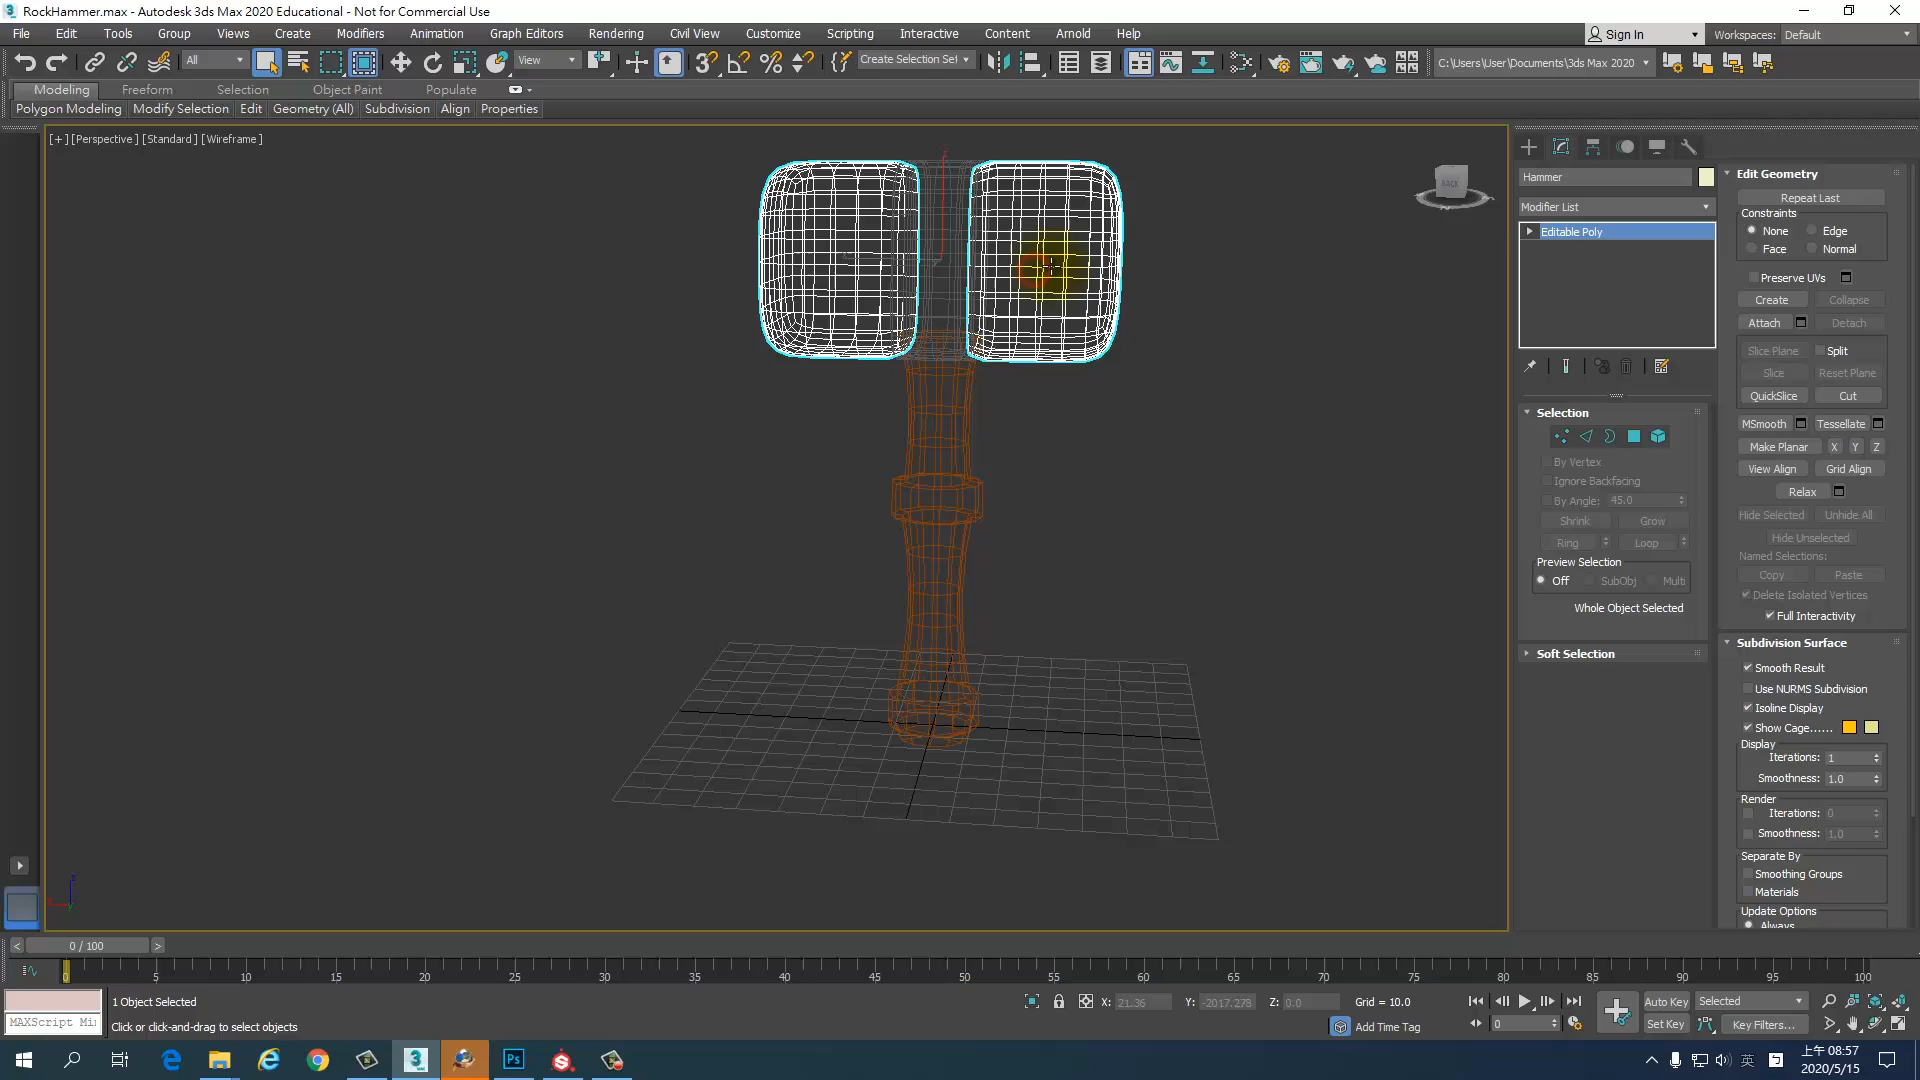 RockHammer.max - Autodesk 3ds Max 2020 Educational - Not for Commercial Use
File Edit Tools Group Views Create Modifiers Animation Graph Editors Rendering Civil View Customize Scripting Interactive Content Arnold Help
Sign In Workspaces: Default
All View Create Selection Set C:\Users\User\Documents\3ds Max 2020
Modeling Freeform Selection Object Paint Populate
Polygon Modeling Modify Selection Edit Geometry (All) Subdivision Align Properties
[+] [Perspective] [Standard] [Wireframe]
BACK
Hammer
Modifier List
Editable Poly
Selection
By Vertex
Ignore Backfacing
By Angle: 45.0
Shrink Grow
Ring Loop
Preview Selection
Off SubObj Multi
Whole Object Selected
Soft Selection
Edit Geometry
Repeat Last
Constraints
None Edge
Face Normal
Preserve UVs
Create Collapse
Attach Detach
Slice Plane Split
Slice Reset Plane
QuickSlice Cut
MSmooth Tessellate
Make Planar X Y Z
View Align Grid Align
Relax
Hide Selected Unhide All
Hide Unselected
Named Selections:
Copy Paste
Delete Isolated Vertices
Full Interactivity
Subdivision Surface
Smooth Result
Use NURMS Subdivision
Isoline Display
Show Cage......
Display
Iterations: 1
Smoothness: 1.0
Render
Iterations: 0
Smoothness: 1.0
Separate By
Smoothing Groups
Materials
Update Options
Always
< 0 / 100 >
0 5 10 15 20 25 30 35 40 45 50 55 60 65 70 75 80 85 90 95 100
1 Object Selected X: 21.36 Y: -2017.278 Z: 0.0 Grid = 10.0 Auto Key Selected
MAXScript Mi Click or click-and-drag to select objects Add Time Tag 0 Set Key Key Filters...
上午 08:57
2020/5/15
英
Ps